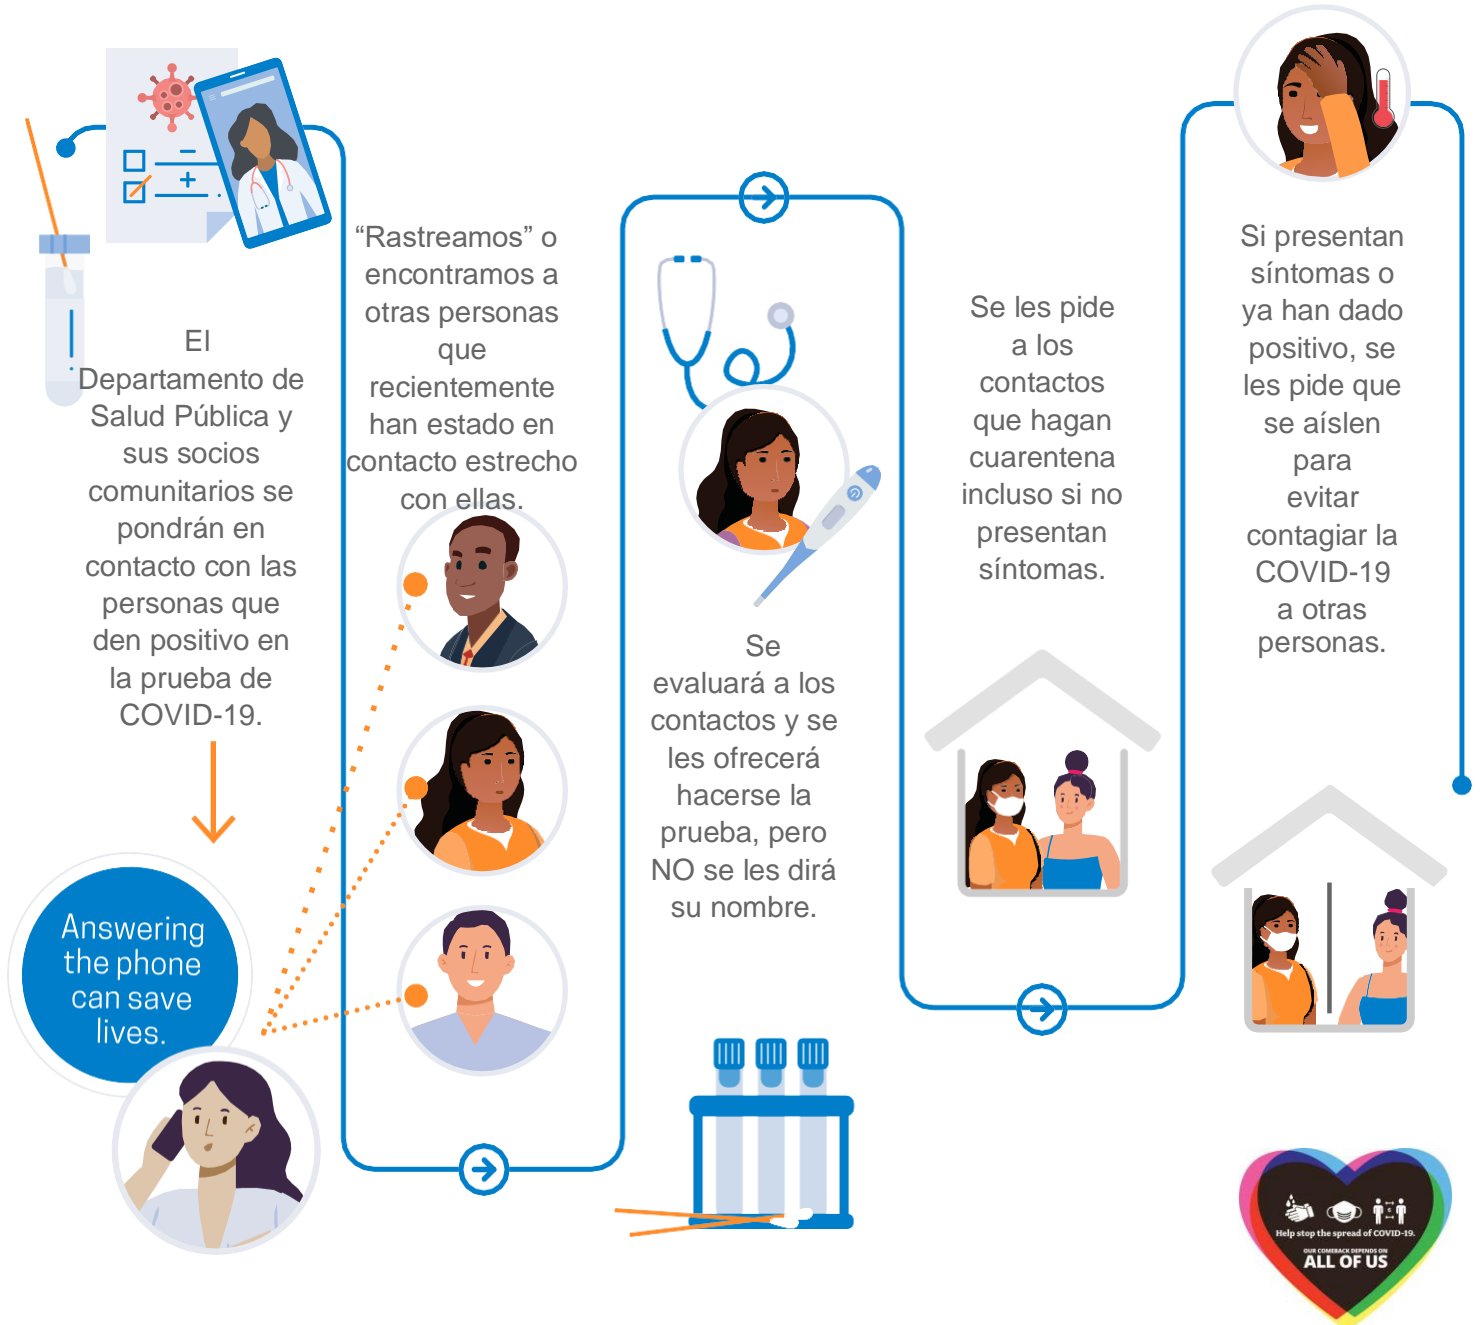 El
Departamento de
Salud Pública y
sus socios
comunitarios se
pondrán en
contacto con las
personas que
den positivo en
la prueba de
COVID-19.
Answering
the phone
can save
lives.
“Rastreamos” o
encontramos a
otras personas
que
recientemente
han estado en
contacto estrecho
con ellas.
Se
evaluará a los
contactos y se
les ofrecerá
hacerse la
prueba, pero
NO se les dirá
su nombre.
Se les pide
a los
contactos
que hagan
cuarentena
incluso si no
presentan
síntomas.
Si presentan
síntomas o
ya han dado
positivo, se
les pide que
se aíslen
para
evitar
contagiar la
COVID-19
a otras
personas.
Help stop the spread of COVID-19.
OUR COMEBACK DEPENDS ON
ALL OF US